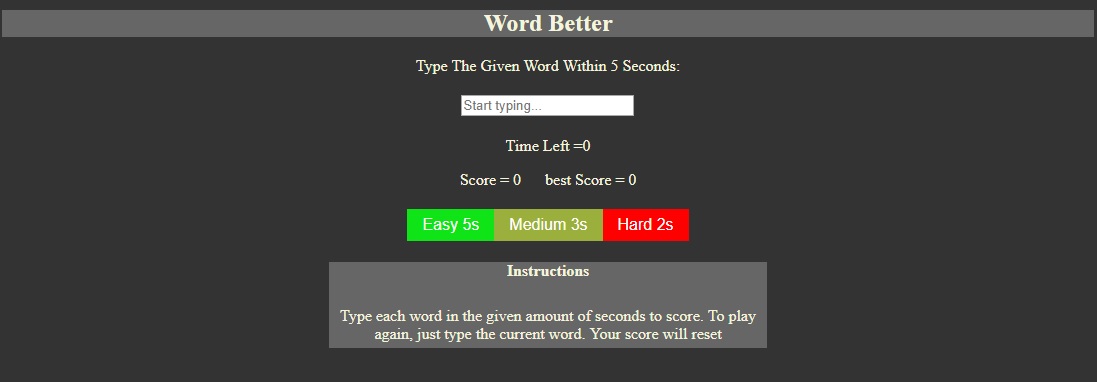 Word Better
Type The Given Word Within 5 Seconds:
Start typing...
Time Left =0
Score = 0 best Score = 0
Easy 5s Medium 3s Hard 2s
Instructions
Type each word in the given amount of seconds to score. To play
again, just type the current word. Your score will reset